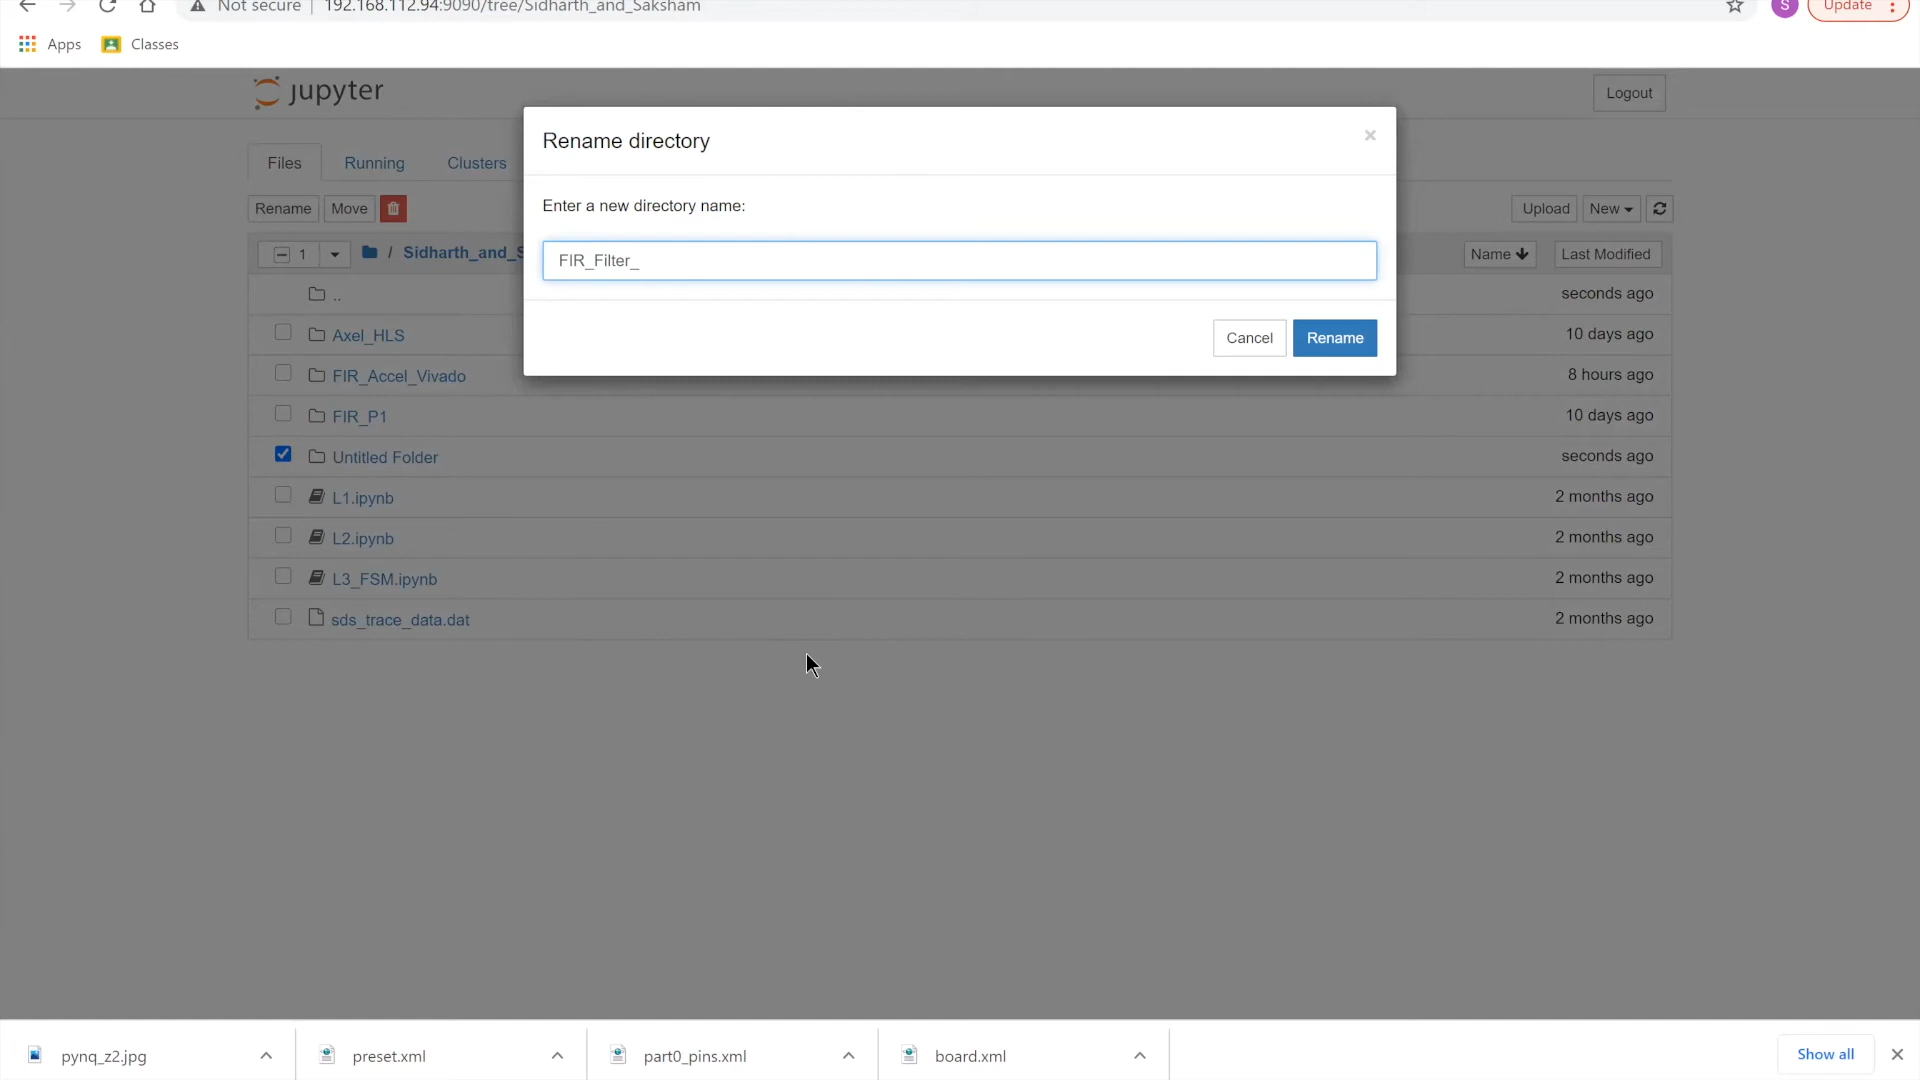 Not secure | 192.168.112.94:9090/tree/Sidharth_and_Saksham
S
Update
Apps
Classes
jupyter
Logout
Rename directory
×
Files
Running
Clusters
Enter a new directory name:
Rename
Move
Upload
New
1
/ Sidharth_and_S
FIR_Filter_
Name
Last Modified
..
seconds ago
Cancel
Rename
Axel_HLS
10 days ago
FIR_Accel_Vivado
8 hours ago
FIR_P1
10 days ago
Untitled Folder
seconds ago
L1.ipynb
2 months ago
L2.ipynb
2 months ago
L3_FSM.ipynb
2 months ago
sds_trace_data.dat
2 months ago
pynq_z2.jpg
preset.xml
part0_pins.xml
board.xml
Show all